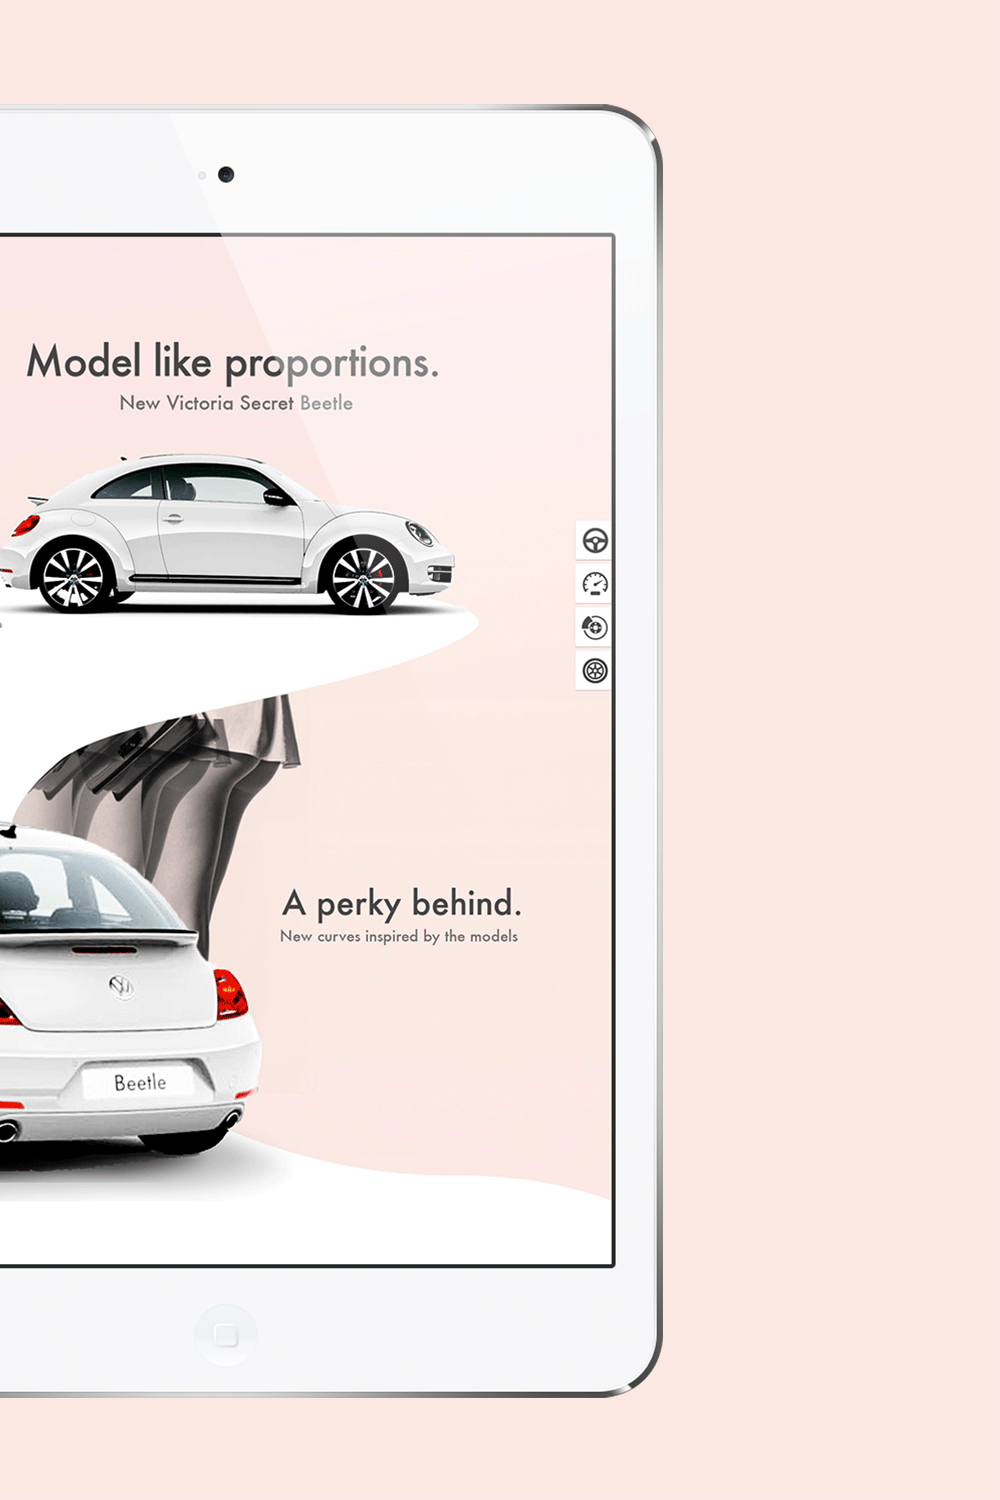 Model like proportions.
New Victoria Secret Beetle
A perky behind.
New curves inspired by the models
Beetle